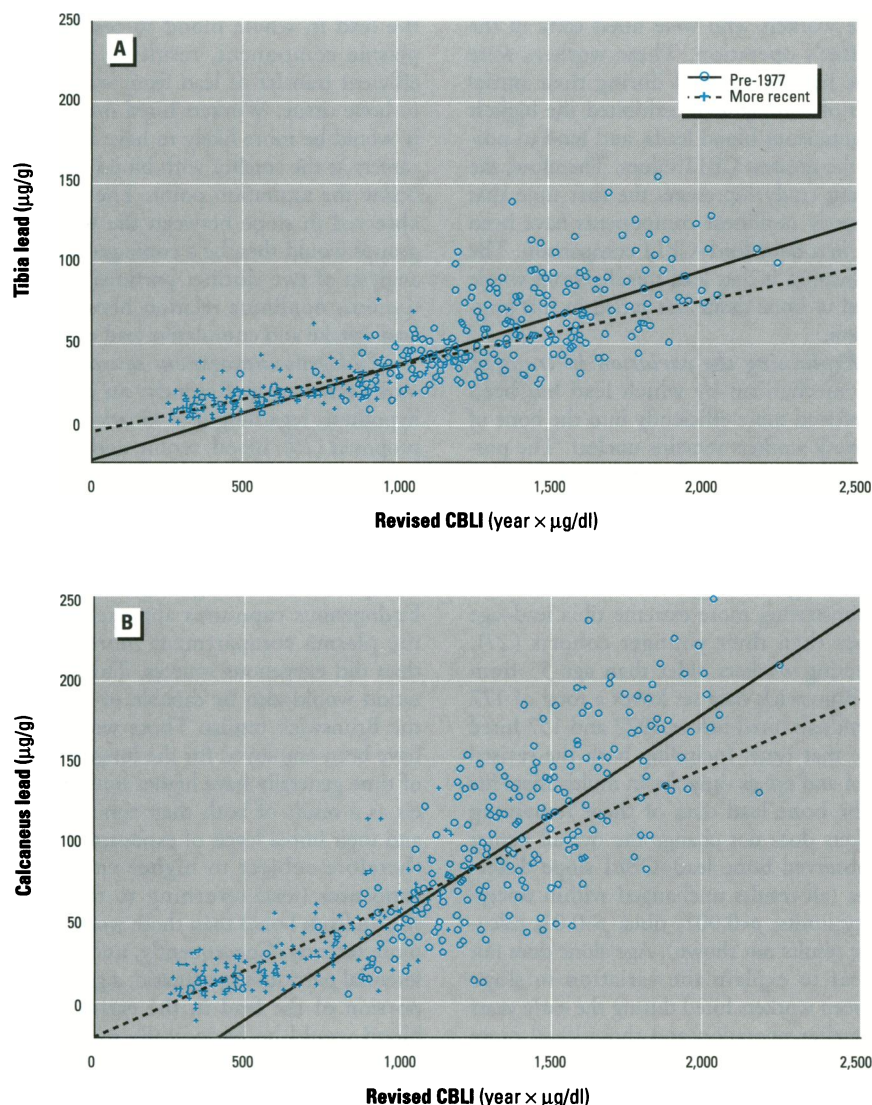 250
A
200
Pre-1977
More recent
150
100
50
0
Tibia lead (µg/g)
0 500 1,000 1,500 2,000 2,500
Revised CBLI (year × µg/dl)
250
B
200
150
100
50
0
Calcaneus lead (µg/g)
0 500 1,000 1,500 2,000 2,500
Revised CBLI (year × µg/dl)